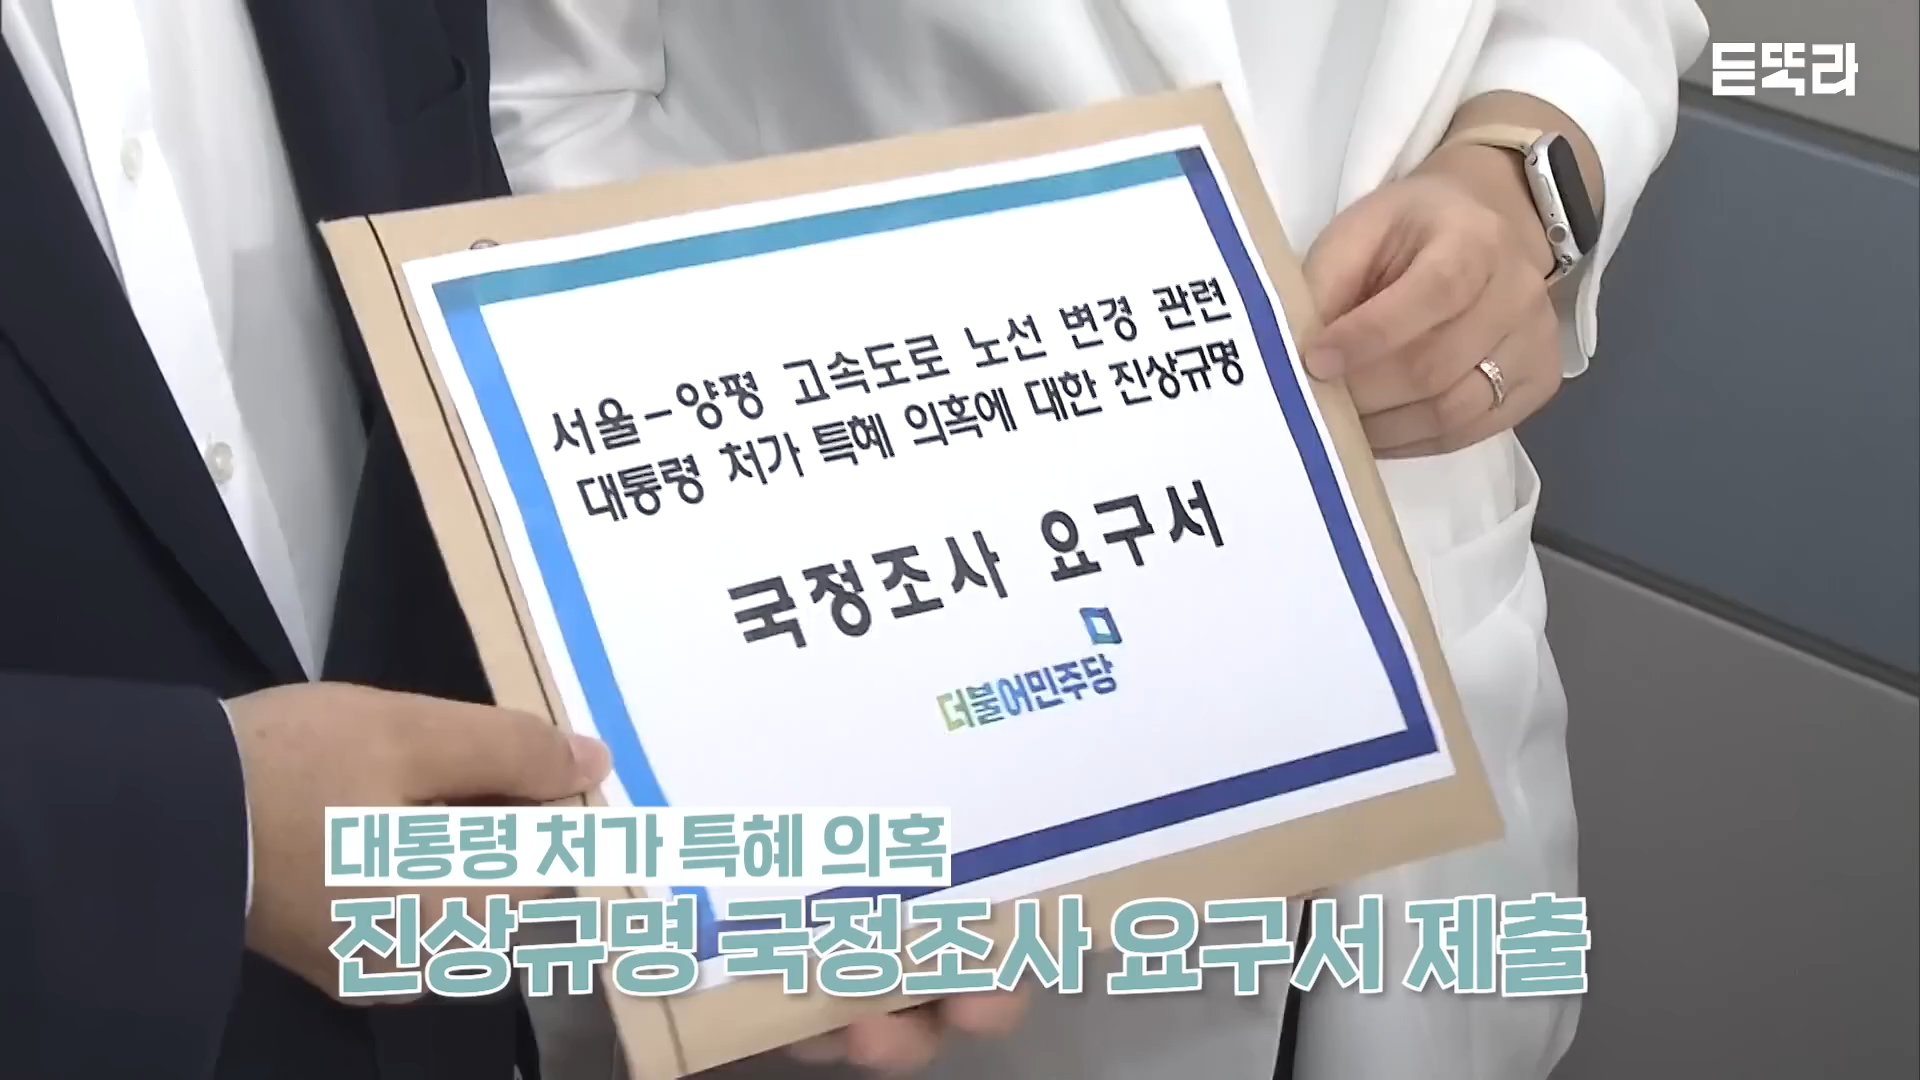 듣똑라
서울-양평 고속도로 노선 변경 관련
대통령 처가 특혜 의혹에 대한 진상규명
국정조사 요구서
더불어민주당
대통령 처가 특혜 의혹
진상규명 국정조사 요구서 제출